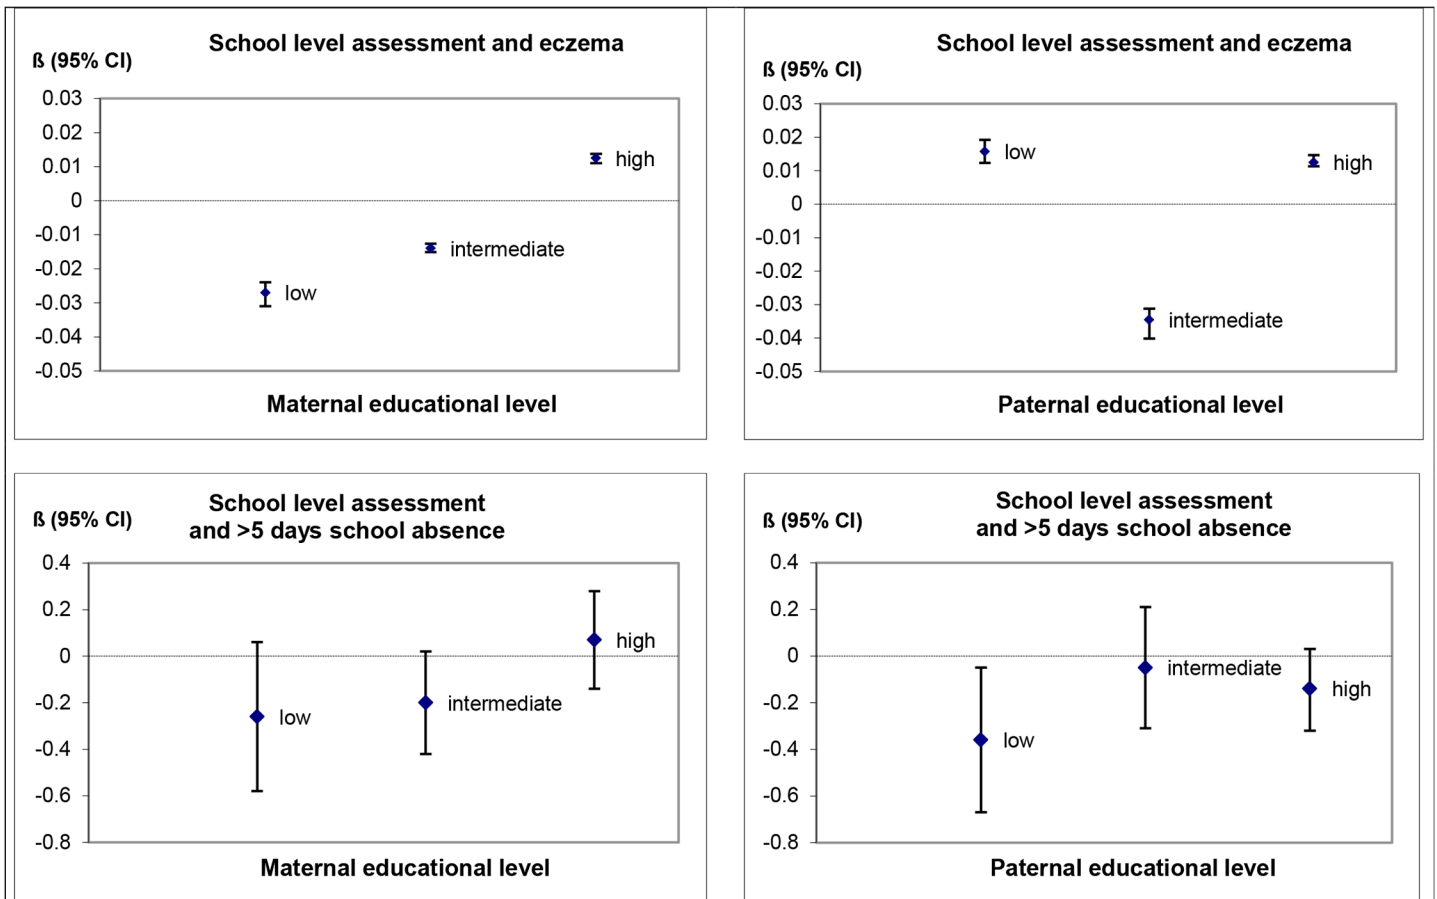 School level assessment and eczema
ß (95% CI)
0.03
0.02
0.01
0
-0.01
-0.02
-0.03
-0.04
-0.05
high
intermediate
low
Maternal educational level
School level assessment and eczema
ß (95% CI)
0.03
0.02
0.01
0
-0.01
-0.02
-0.03
-0.04
-0.05
low
high
intermediate
Paternal educational level
School level assessment
and >5 days school absence
ß (95% CI)
0.4
0.2
0
-0.2
-0.4
-0.6
-0.8
high
intermediate
low
Maternal educational level
School level assessment
and >5 days school absence
ß (95% CI)
0.4
0.2
0
-0.2
-0.4
-0.6
-0.8
intermediate
high
low
Paternal educational level